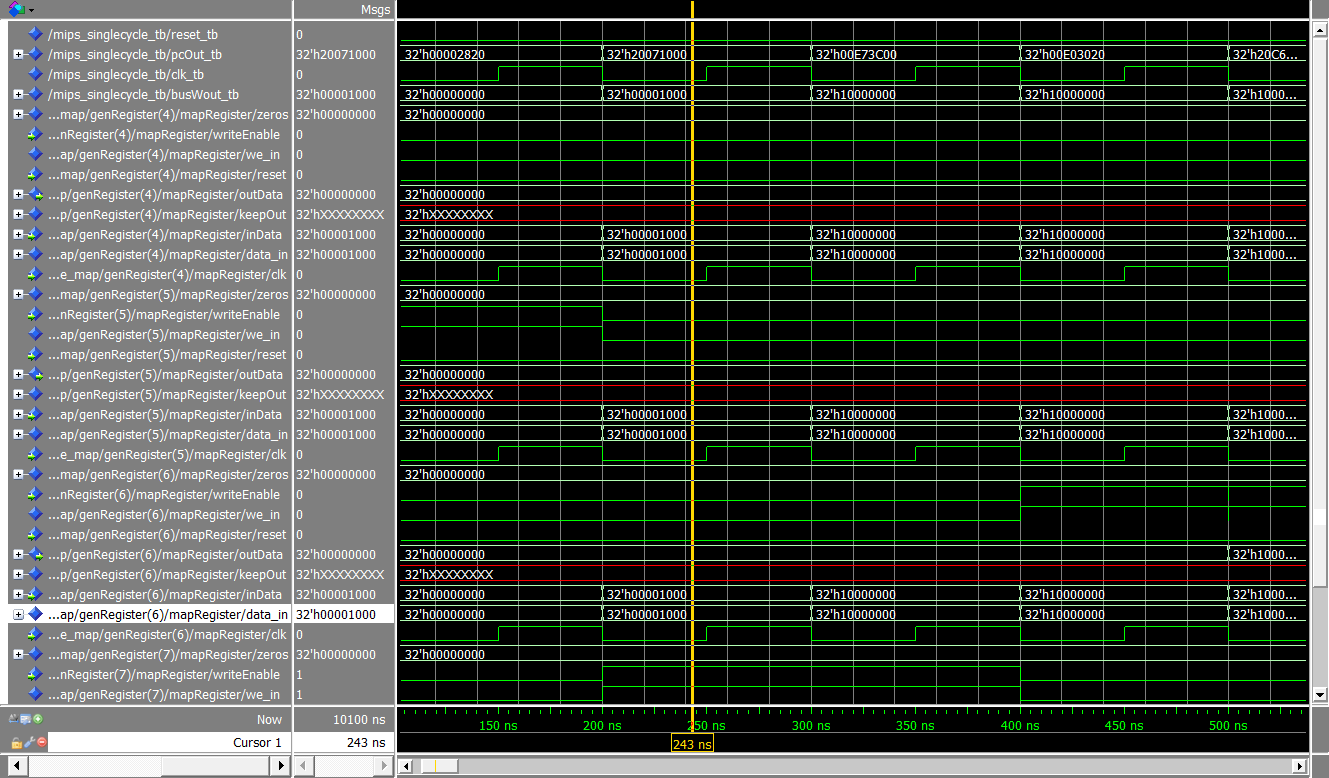 Msgs
/mips_singlecycle_tb/reset_tb 0
/mips_singlecycle_tb/pcOut_tb 32'h20071000 32'h00002820 32'h20071000 32'h00E73C00 32'h00E03020 32'h20C6...
/mips_singlecycle_tb/clk_tb 0
/mips_singlecycle_tb/busWout_tb 32'h00001000 32'h00000000 32'h00001000 32'h10000000 32'h10000000 32'h1000...
...map/genRegister(4)/mapRegister/zeros 32'h00000000 32'h00000000
...nRegister(4)/mapRegister/writeEnable 0
...ap/genRegister(4)/mapRegister/we_in 0
...map/genRegister(4)/mapRegister/reset 0
...p/genRegister(4)/mapRegister/outData 32'h00000000 32'h00000000
...p/genRegister(4)/mapRegister/keepOut 32'hXXXXXXXX 32'hXXXXXXXX
...ap/genRegister(4)/mapRegister/inData 32'h00001000 32'h00000000 32'h00001000 32'h10000000 32'h10000000 32'h1000...
...ap/genRegister(4)/mapRegister/data_in 32'h00001000 32'h00000000 32'h00001000 32'h10000000 32'h10000000 32'h1000...
...e_map/genRegister(4)/mapRegister/clk 0
...map/genRegister(5)/mapRegister/zeros 32'h00000000 32'h00000000
...nRegister(5)/mapRegister/writeEnable 0
...ap/genRegister(5)/mapRegister/we_in 0
...map/genRegister(5)/mapRegister/reset 0
...p/genRegister(5)/mapRegister/outData 32'h00000000 32'h00000000
...p/genRegister(5)/mapRegister/keepOut 32'hXXXXXXXX 32'hXXXXXXXX
...ap/genRegister(5)/mapRegister/inData 32'h00001000 32'h00000000 32'h00001000 32'h10000000 32'h10000000 32'h1000...
...ap/genRegister(5)/mapRegister/data_in 32'h00001000 32'h00000000 32'h00001000 32'h10000000 32'h10000000 32'h1000...
...e_map/genRegister(5)/mapRegister/clk 0
...map/genRegister(6)/mapRegister/zeros 32'h00000000 32'h00000000
...nRegister(6)/mapRegister/writeEnable 0
...ap/genRegister(6)/mapRegister/we_in 0
...map/genRegister(6)/mapRegister/reset 0
...p/genRegister(6)/mapRegister/outData 32'h00000000 32'h00000000 32'h1000...
...p/genRegister(6)/mapRegister/keepOut 32'hXXXXXXXX 32'hXXXXXXXX
...ap/genRegister(6)/mapRegister/inData 32'h00001000 32'h00000000 32'h00001000 32'h10000000 32'h10000000 32'h1000...
...ap/genRegister(6)/mapRegister/data_in 32'h00001000 32'h00000000 32'h00001000 32'h10000000 32'h10000000 32'h1000...
...e_map/genRegister(6)/mapRegister/clk 0
...map/genRegister(7)/mapRegister/zeros 32'h00000000 32'h00000000
...nRegister(7)/mapRegister/writeEnable 1
...ap/genRegister(7)/mapRegister/we_in 1
Now 10100 ns 150 ns 200 ns 250 ns 300 ns 350 ns 400 ns 450 ns 500 ns
Cursor 1 243 ns 243 ns